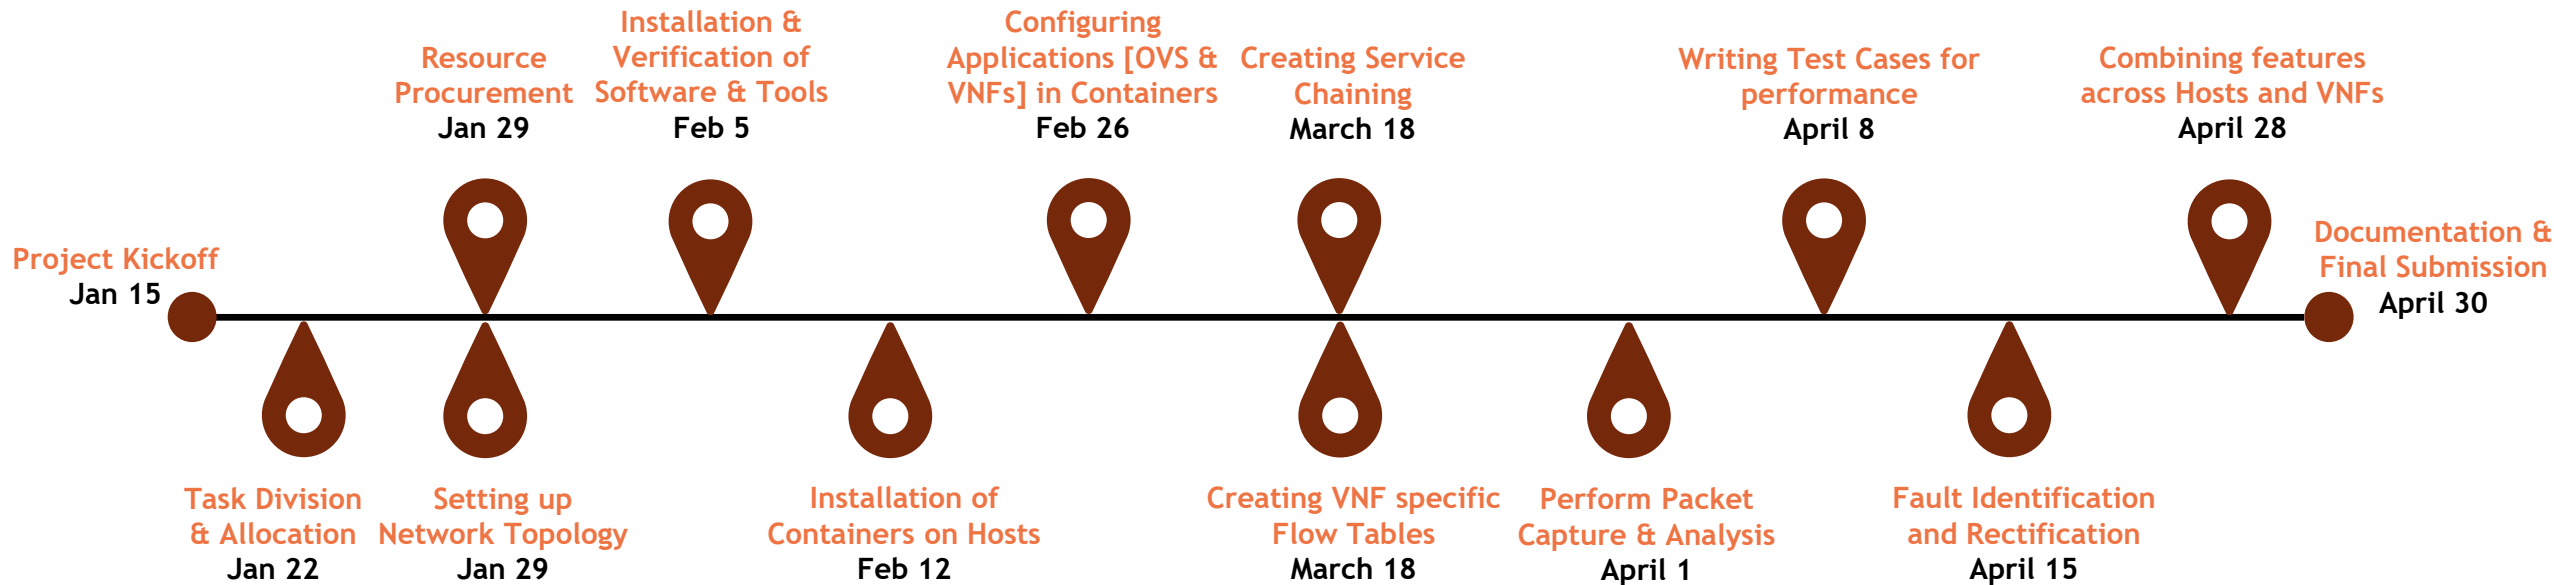 Project Kickoff
Jan 15
Task Division
& Allocation
Jan 22
Resource
Procurement
Jan 29
Setting up
Network Topology
Jan 29
Installation &
Verification of
Software & Tools
Feb 5
Installation of
Containers on Hosts
Feb 12
Configuring
Applications [OVS &
VNFs] in Containers
Feb 26
Creating Service
Chaining
March 18
Creating VNF specific
Flow Tables
March 18
Perform Packet
Capture & Analysis
April 1
Writing Test Cases for
performance
April 8
Fault Identification
and Rectification
April 15
Combining features
across Hosts and VNFs
April 28
Documentation &
Final Submission
April 30